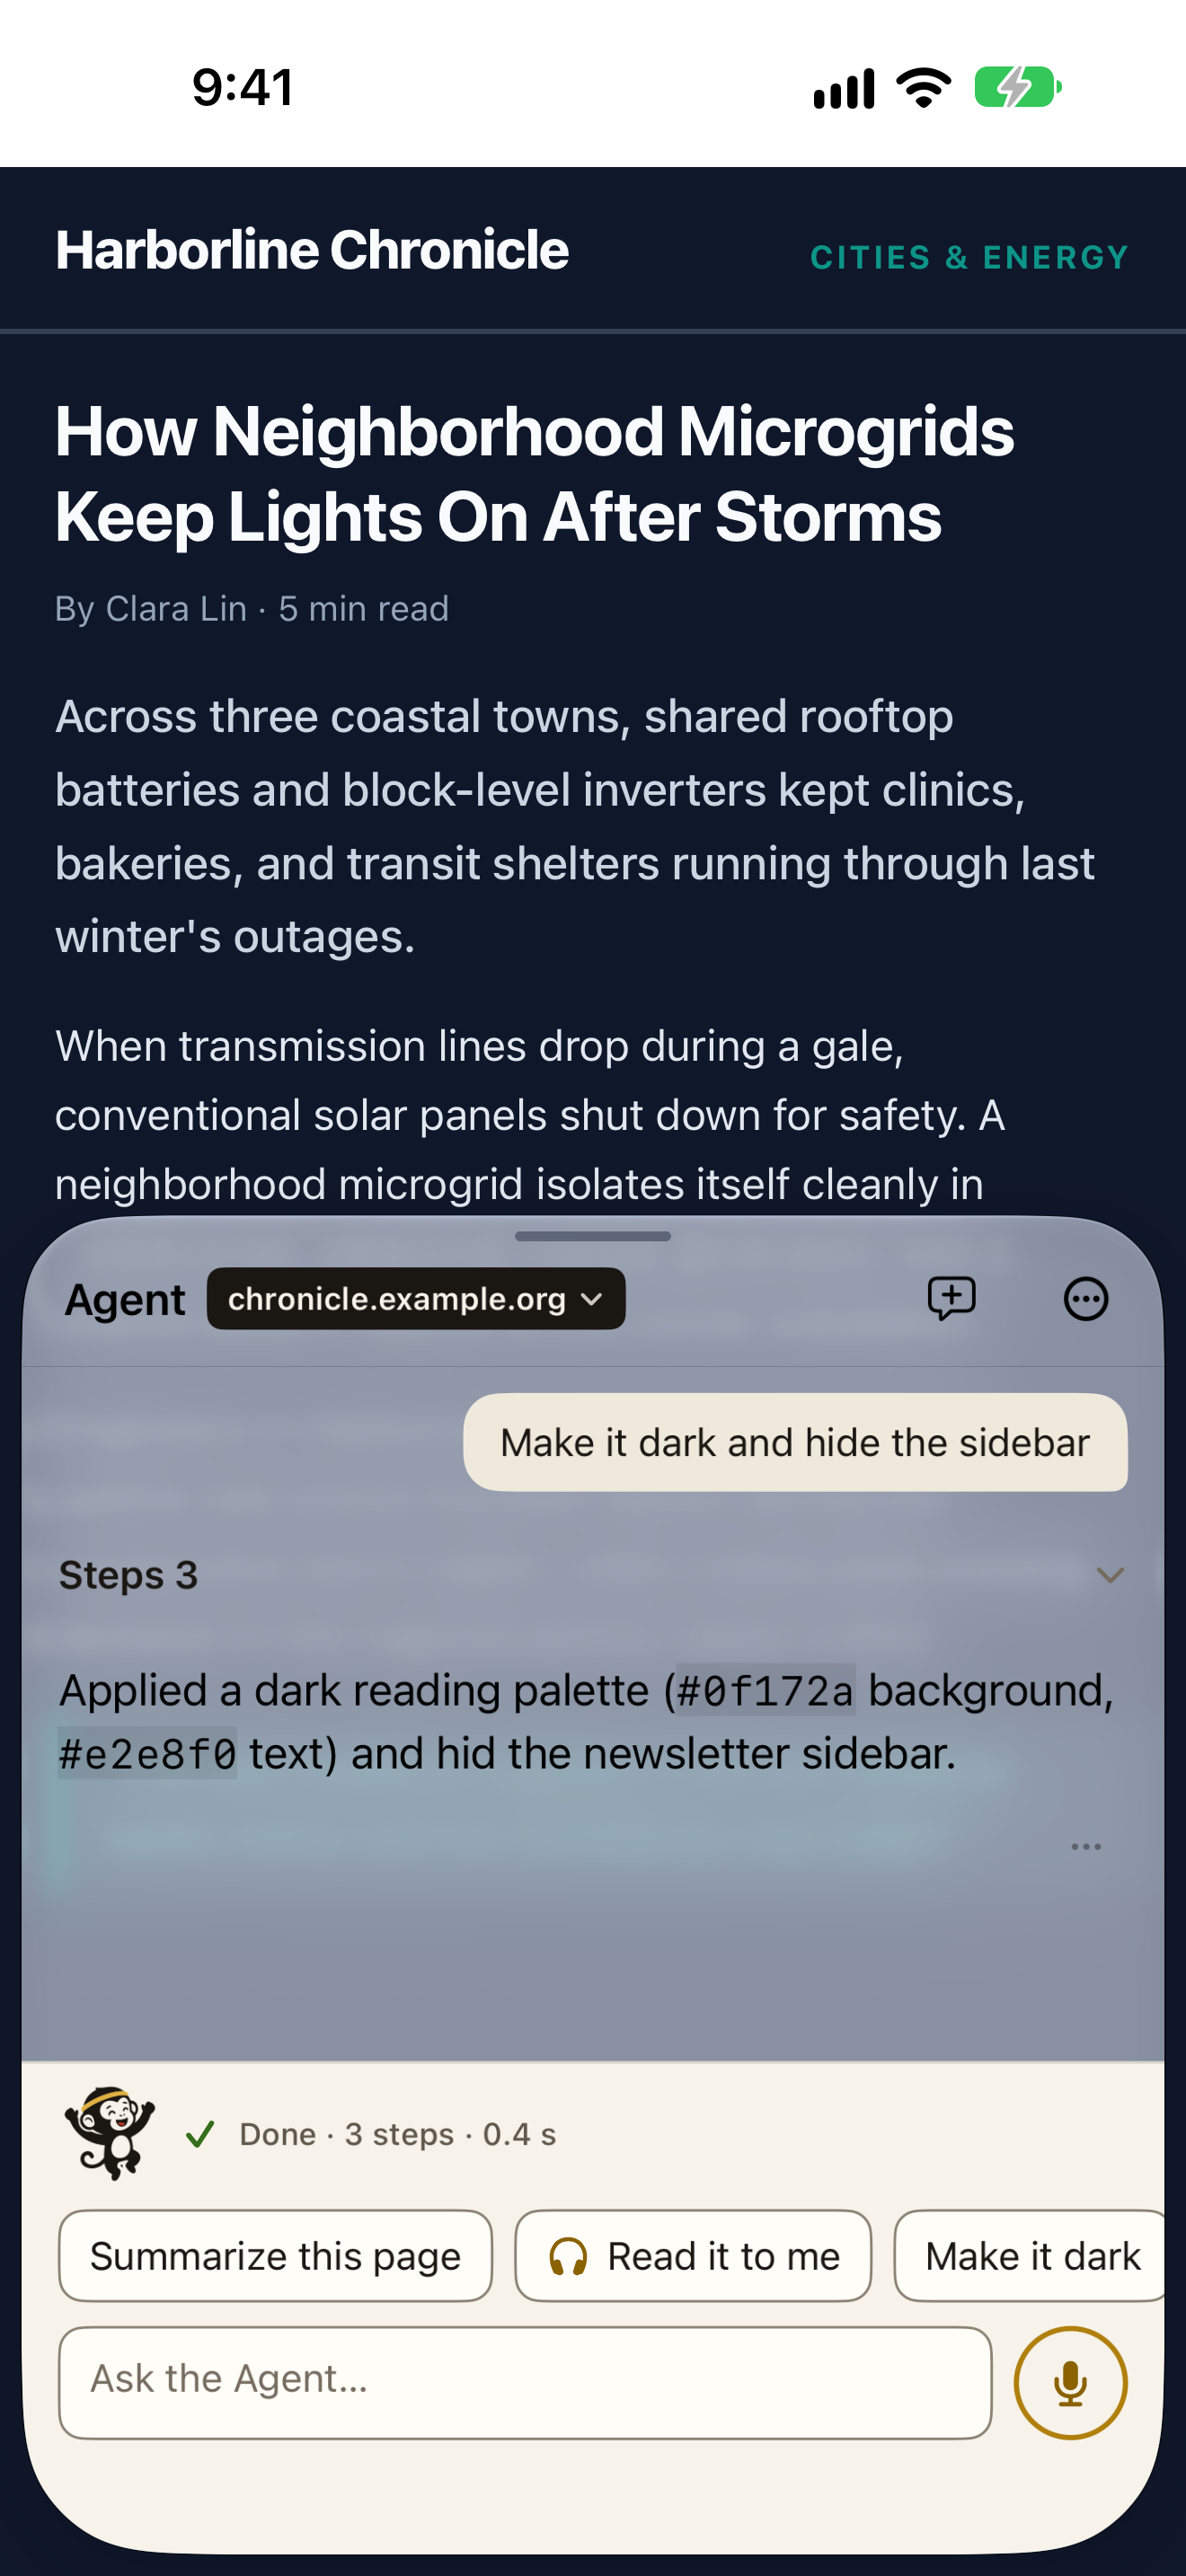 9:41
Harborline Chronicle
CITIES & ENERGY
How Neighborhood Microgrids
Keep Lights On After Storms
By Clara Lin · 5 min read
Across three coastal towns, shared rooftop
batteries and block-level inverters kept clinics,
bakeries, and transit shelters running through last
winter's outages.
When transmission lines drop during a gale,
conventional solar panels shut down for safety. A
neighborhood microgrid isolates itself cleanly in
Agent
chronicle.example.org
Make it dark and hide the sidebar
Steps 3
Applied a dark reading palette (#0f172a background,
#e2e8f0 text) and hid the newsletter sidebar.
Done · 3 steps · 0.4 s
Summarize this page
Read it to me
Make it dark
Ask the Agent...